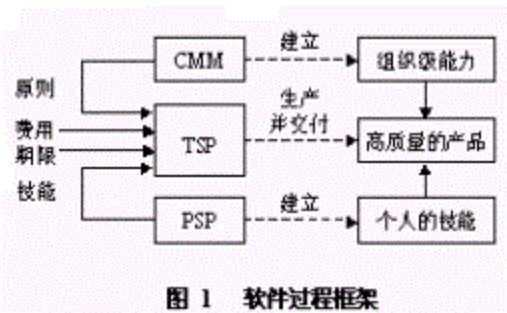 CMM
建立
组织级能力
原则
生产
并交付
费用
期限
TSP
高质量的产品
技能
PSP
建立
个人的技能
图 1 软件过程框架